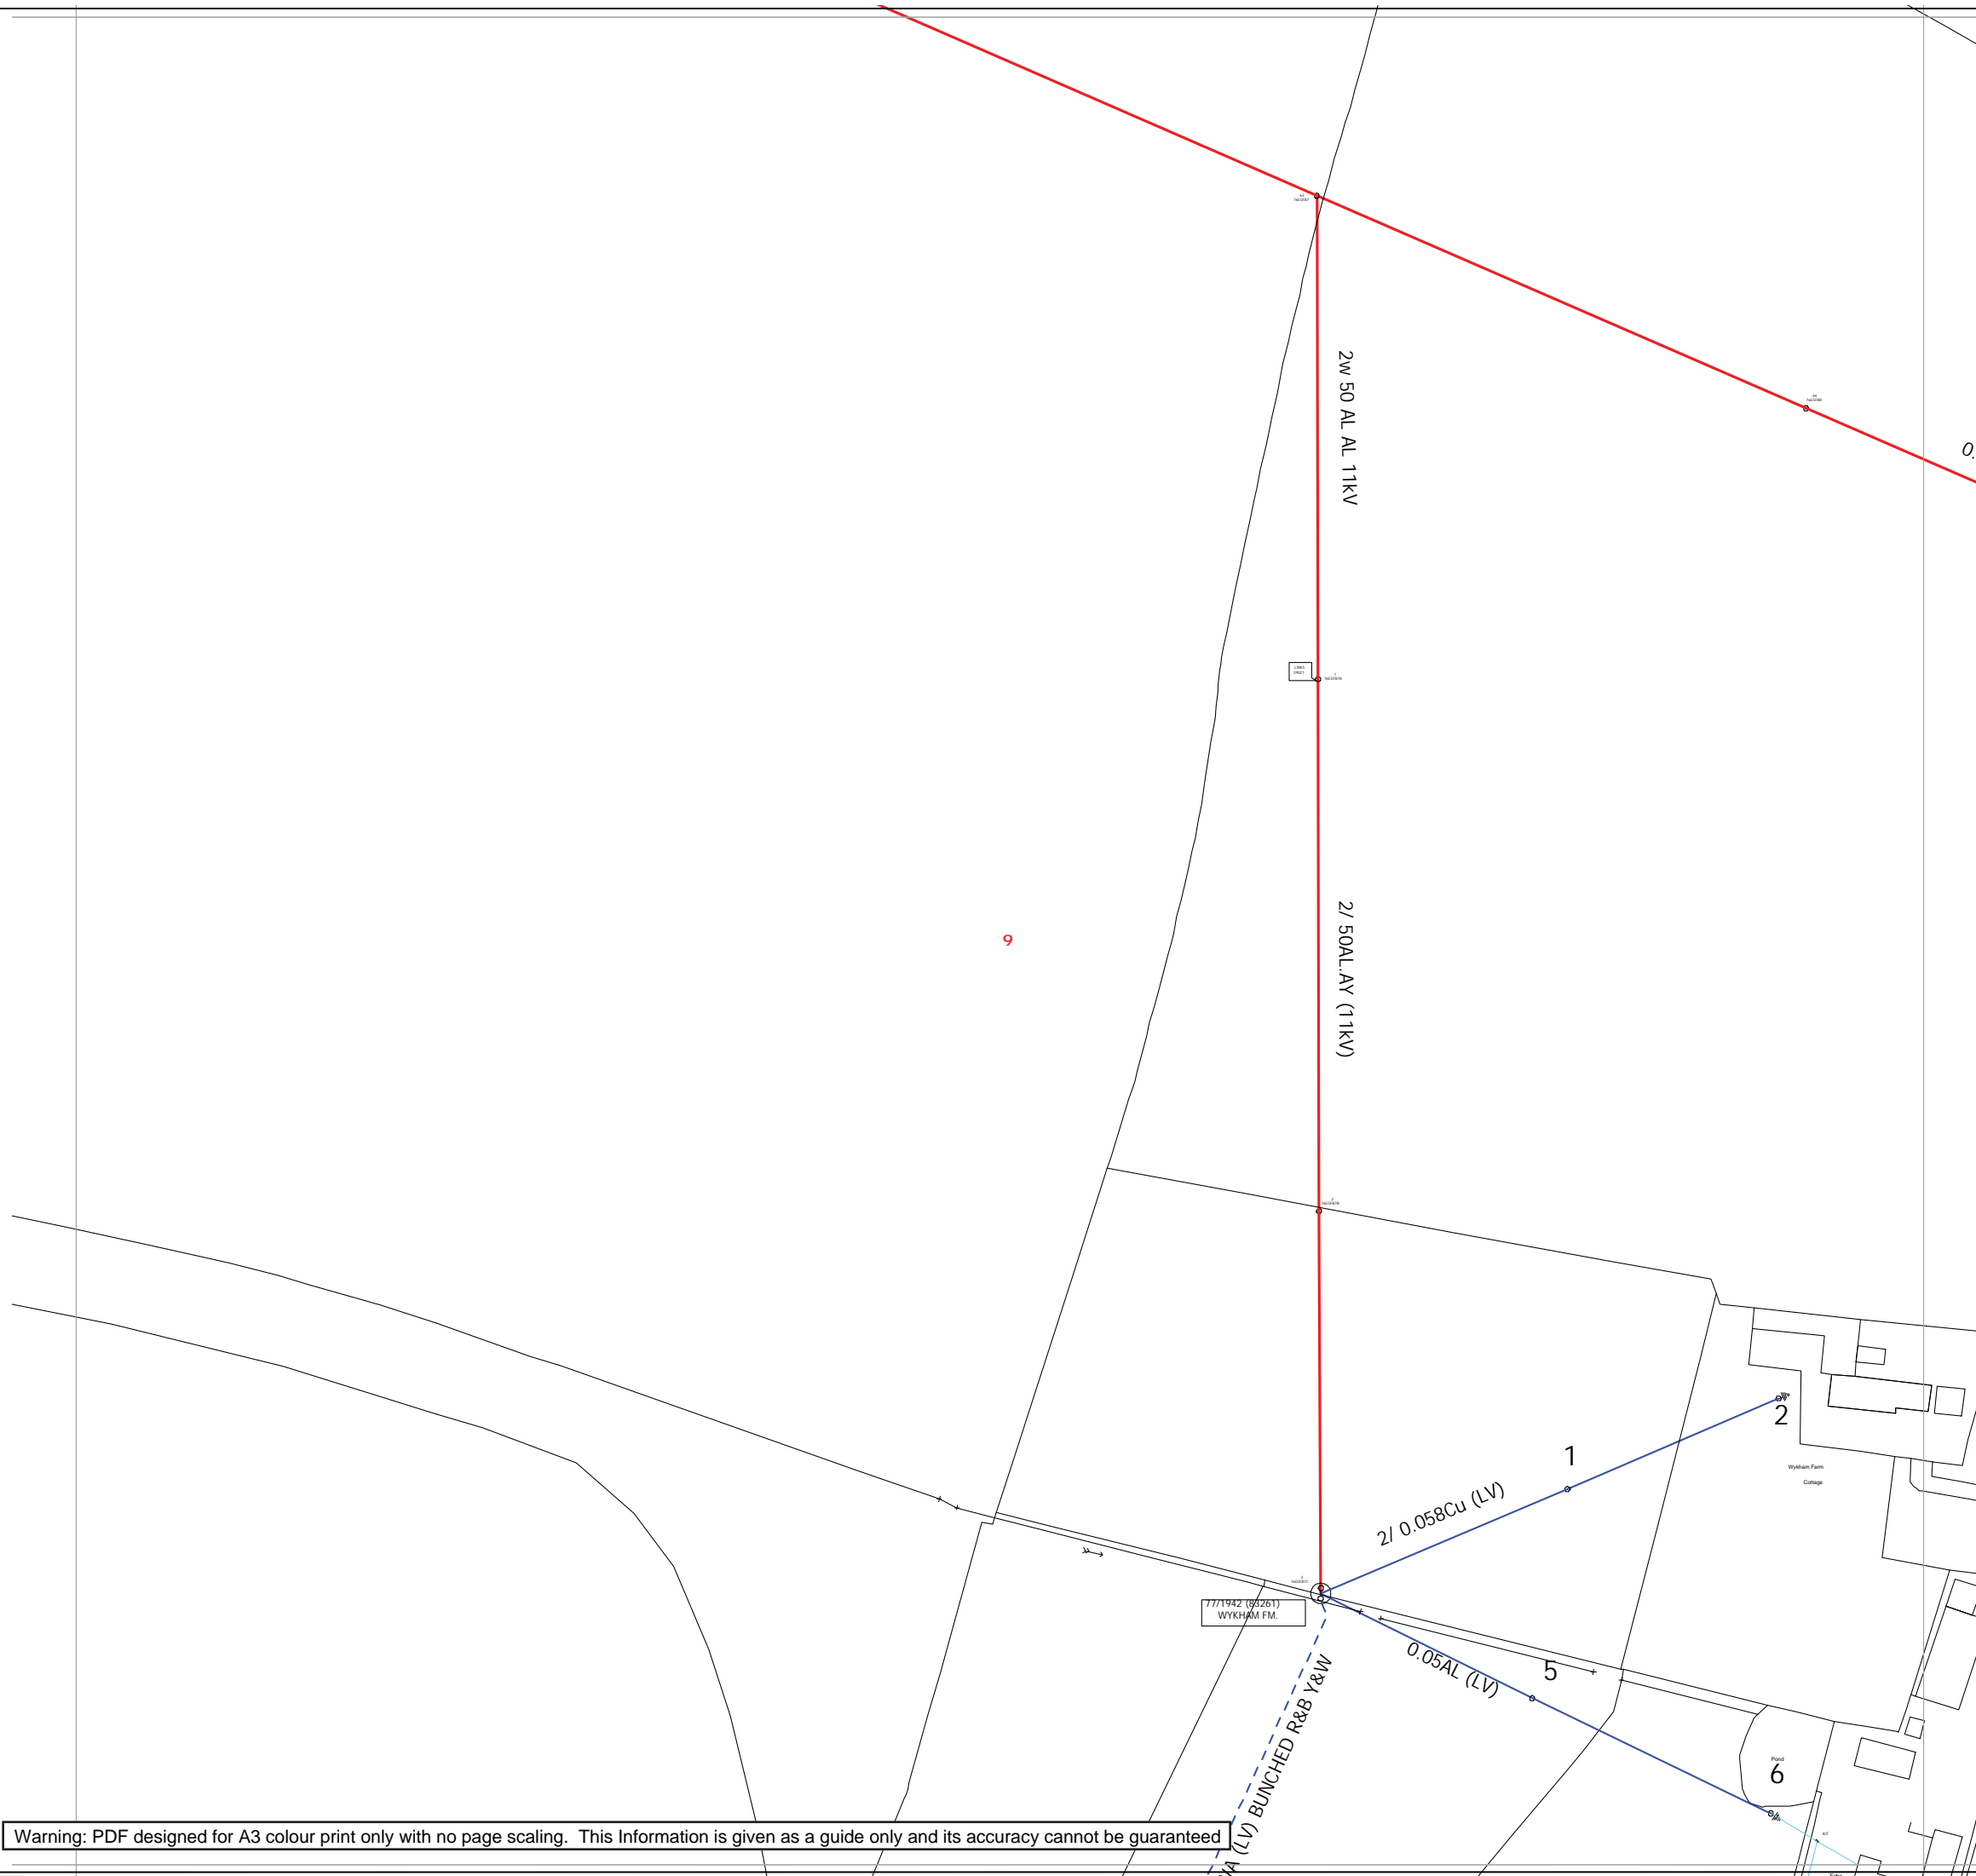 2w 50 AL AL 11kV
0.
LINKS
2/ 50AL.AY (11kV)
9
2
1
Wykham Farm
Cottage
2/ 0.058Cu (LV)
77/1942 (83261)
WYKHAM FM.
0.05AL (LV)
5
(LV) BUNCHED R&B Y&W
Pond
6
Warning: PDF designed for A3 colour print only with no page scaling. This Information is given as a guide only and its accuracy cannot be guaranteed